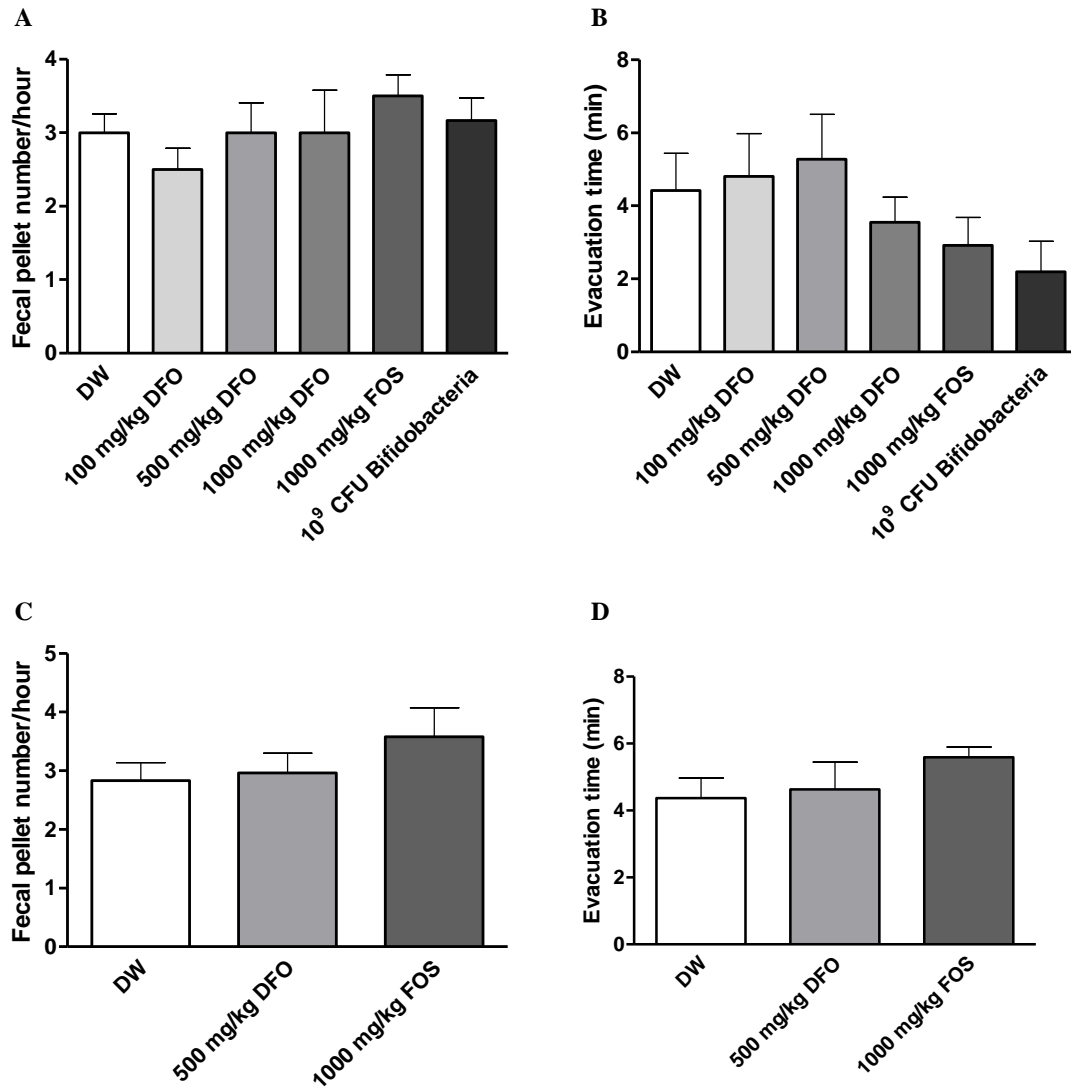 A
Fecal pellet number/hour
4
3
2
1
0
DW
100 mg/kg DFO
500 mg/kg DFO
1000 mg/kg DFO
1000 mg/kg FOS
10⁹ CFU Bifidobacteria
B
Evacuation time (min)
8
6
4
2
0
DW
100 mg/kg DFO
500 mg/kg DFO
1000 mg/kg DFO
1000 mg/kg FOS
10⁹ CFU Bifidobacteria
C
Fecal pellet number/hour
5
4
3
2
1
0
DW
500 mg/kg DFO
1000 mg/kg FOS
D
Evacuation time (min)
8
6
4
2
0
DW
500 mg/kg DFO
1000 mg/kg FOS